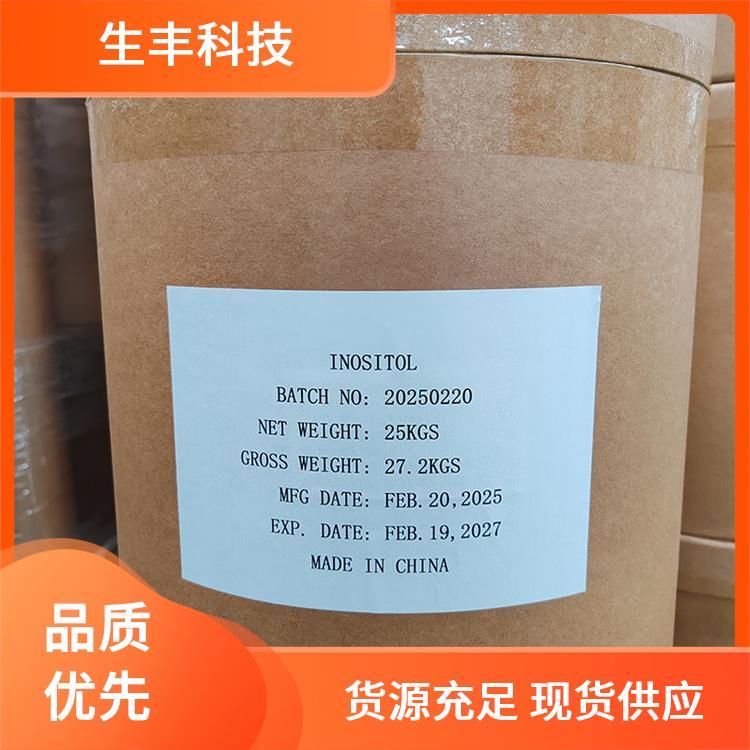 生丰科技
INOSITOL
BATCH NO: 20250220
NET WEIGHT: 25KGS
GROSS WEIGHT: 27.2KGS
MFG DATE: FEB.20,2025
EXP. DATE: FEB.19,2027
MADE IN CHINA
品质
优先
货源充足 现货供应